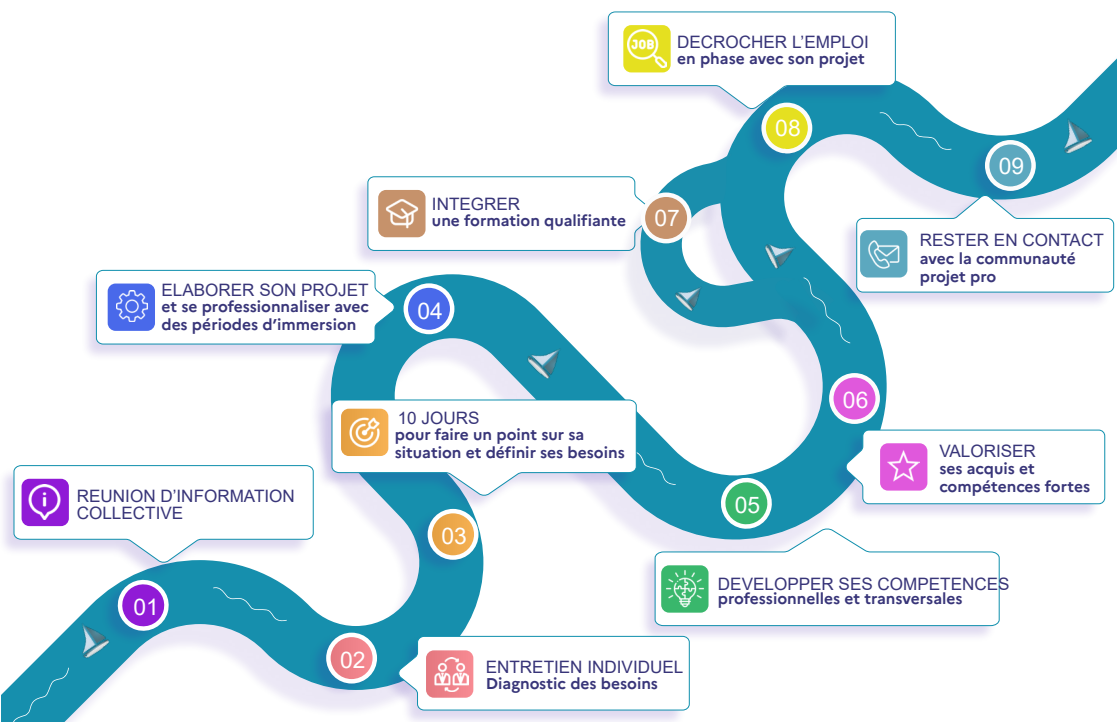 01
REUNION D'INFORMATION
COLLECTIVE
02
ENTRETIEN INDIVIDUEL
Diagnostic des besoins
03
10 JOURS
pour faire un point sur sa
situation et définir ses besoins
04
ELABORER SON PROJET
et se professionnaliser avec
des périodes d'immersion
05
DEVELOPPER SES COMPETENCES
professionnelles et transversales
06
VALORISER
ses acquis et
compétences fortes
07
INTEGRER
une formation qualifiante
08
JOB
DECROCHER L'EMPLOI
en phase avec son projet
09
RESTER EN CONTACT
avec la communauté
projet pro